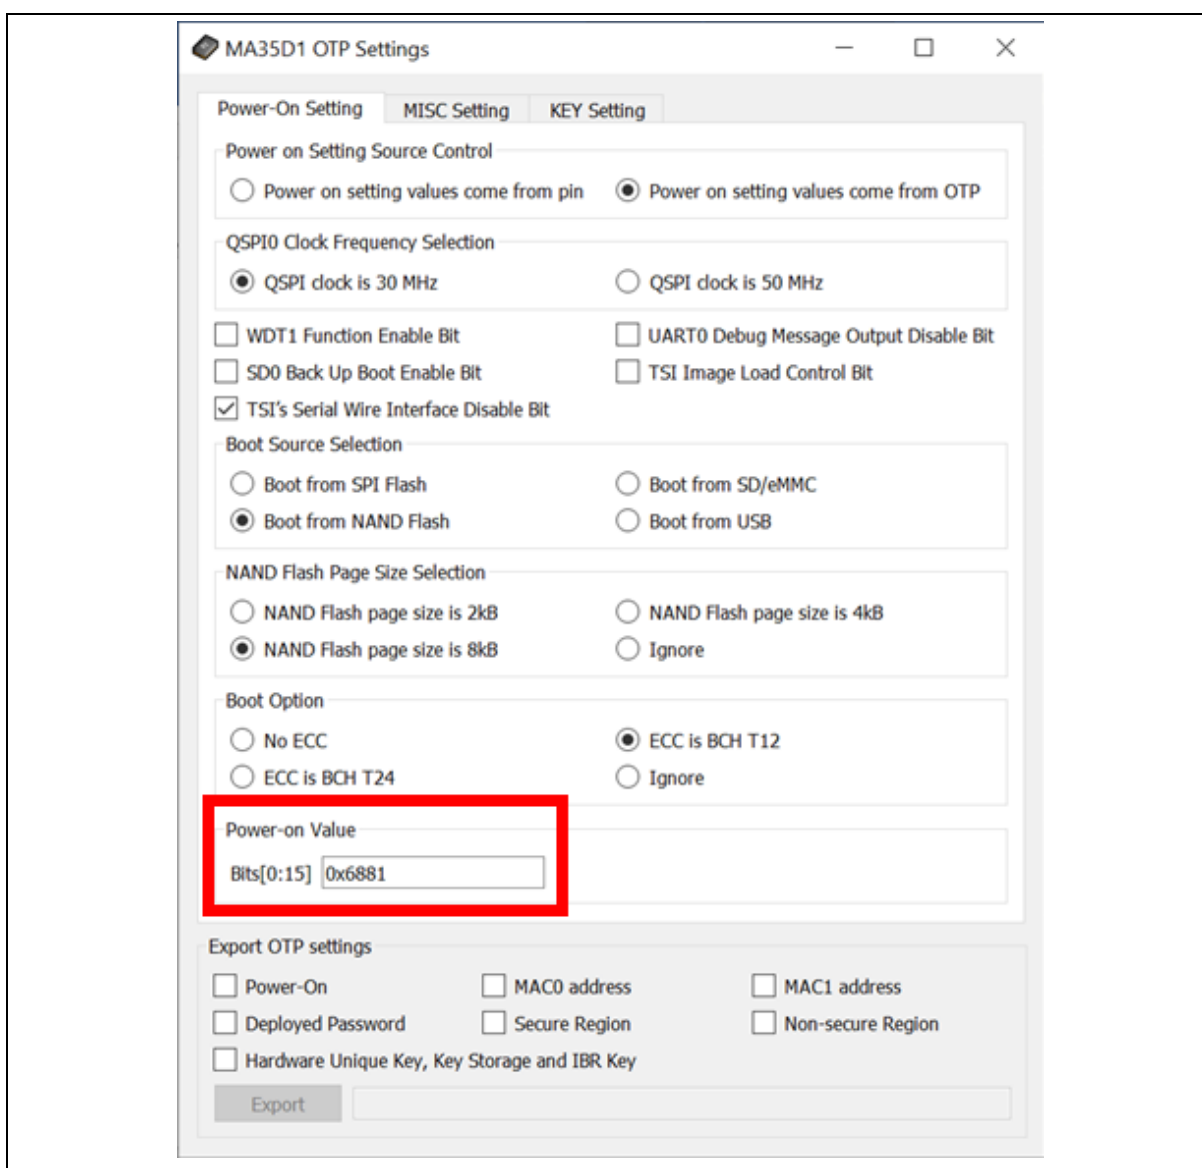 MA35D1 OTP Settings
Power-On Setting MISC Setting KEY Setting
Power on Setting Source Control
Power on setting values come from pin Power on setting values come from OTP
QSPI0 Clock Frequency Selection
QSPI clock is 30 MHz QSPI clock is 50 MHz
WDT1 Function Enable Bit UART0 Debug Message Output Disable Bit
SD0 Back Up Boot Enable Bit TSI Image Load Control Bit
TSI's Serial Wire Interface Disable Bit
Boot Source Selection
Boot from SPI Flash Boot from SD/eMMC
Boot from NAND Flash Boot from USB
NAND Flash Page Size Selection
NAND Flash page size is 2kB NAND Flash page size is 4kB
NAND Flash page size is 8kB Ignore
Boot Option
No ECC ECC is BCH T12
ECC is BCH T24 Ignore
Power-on Value
Bits[0:15] 0x6881
Export OTP settings
Power-On MAC0 address MAC1 address
Deployed Password Secure Region Non-secure Region
Hardware Unique Key, Key Storage and IBR Key
Export